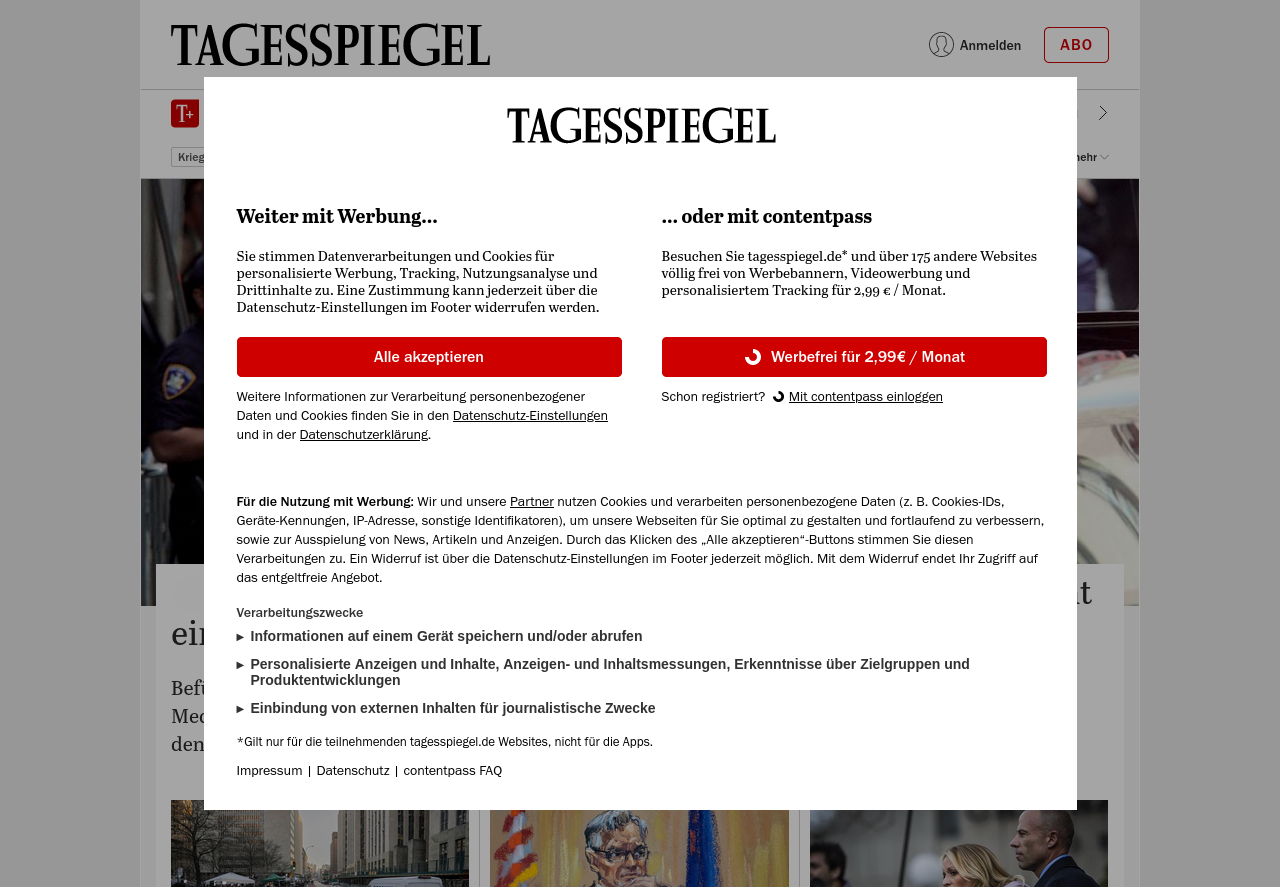 TAGESSPIEGEL
Anmelden
ABO
T+
Krieg
mehr
TAGESSPIEGEL
Weiter mit Werbung...
Sie stimmen Datenverarbeitungen und Cookies für
personalisierte Werbung, Tracking, Nutzungsanalyse und
Drittinhalte zu. Eine Zustimmung kann jederzeit über die
Datenschutz-Einstellungen im Footer widerrufen werden.
Alle akzeptieren
Weitere Informationen zur Verarbeitung personenbezogener
Daten und Cookies finden Sie in den Datenschutz-Einstellungen
und in der Datenschutzerklärung.
... oder mit contentpass
Besuchen Sie tagesspiegel.de* und über 175 andere Websites
völlig frei von Werbebannern, Videowerbung und
personalisiertem Tracking für 2,99 € / Monat.
Werbefrei für 2,99€ / Monat
Schon registriert? Mit contentpass einloggen
Für die Nutzung mit Werbung: Wir und unsere Partner nutzen Cookies und verarbeiten personenbezogene Daten (z. B. Cookies-IDs,
Geräte-Kennungen, IP-Adresse, sonstige Identifikatoren), um unsere Webseiten für Sie optimal zu gestalten und fortlaufend zu verbessern,
sowie zur Ausspielung von News, Artikeln und Anzeigen. Durch das Klicken des „Alle akzeptieren“-Buttons stimmen Sie diesen
Verarbeitungen zu. Ein Widerruf ist über die Datenschutz-Einstellungen im Footer jederzeit möglich. Mit dem Widerruf endet Ihr Zugriff auf
das entgeltfreie Angebot.
Verarbeitungszwecke
► Informationen auf einem Gerät speichern und/oder abrufen
► Personalisierte Anzeigen und Inhalte, Anzeigen- und Inhaltsmessungen, Erkenntnisse über Zielgruppen und
Produktentwicklungen
► Einbindung von externen Inhalten für journalistische Zwecke
*Gilt nur für die teilnehmenden tagesspiegel.de Websites, nicht für die Apps.
Impressum | Datenschutz | contentpass FAQ